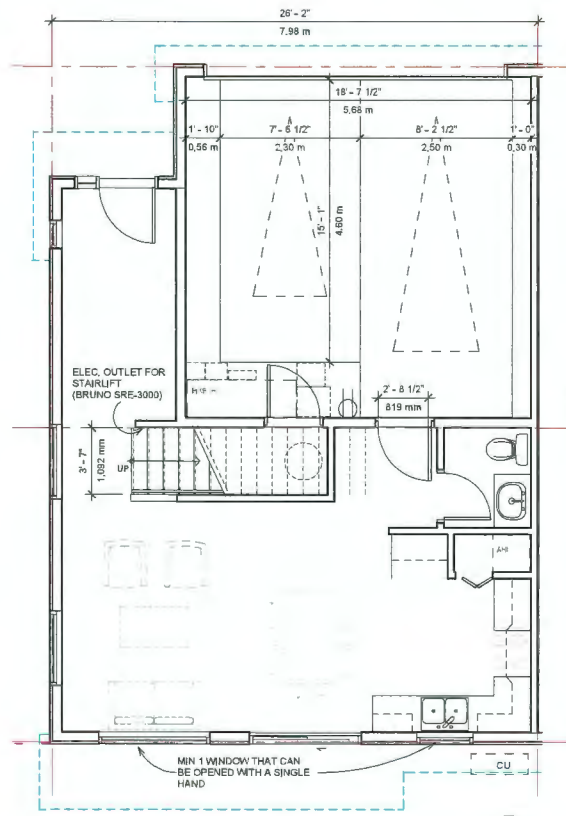 26' - 2"
7.98 m
18' - 7 1/2"
5,68 m
1' - 10"
0,56 m
7' - 6 1/2"
2,30 m
8' - 2 1/2"
2,50 m
1' - 0"
0,30 m
15' - 1"
4.60 m
ELEC. OUTLET FOR
STAIRLIFT
(BRUNO SRE-3000)
2' - 8 1/2"
819 mm
3' - 7"
1,092 mm
UP
MIN 1 WINDOW THAT CAN
BE OPENED WITH A SINGLE
HAND
CU